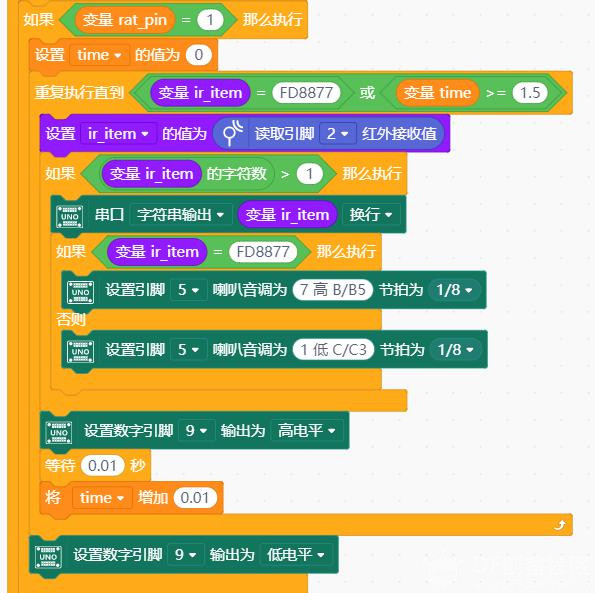 如果 变量 rat_pin = 1 那么执行
设置 time 的值为 0
重复执行直到 变量 ir_item = FD8877 或 变量 time >= 1.5
设置 ir_item 的值为 读取引脚 2 红外接收值
如果 变量 ir_item 的字符数 > 1 那么执行
UNO 串口 字符串输出 变量 ir_item 换行
如果 变量 ir_item = FD8877 那么执行
UNO 设置引脚 5 喇叭音调为 7 高 B/B5 节拍为 1/8
否则
UNO 设置引脚 5 喇叭音调为 1 低 C/C3 节拍为 1/8
UNO 设置数字引脚 9 输出为 高电平
等待 0.01 秒
将 time 增加 0.01
UNO 设置数字引脚 9 输出为 低电平